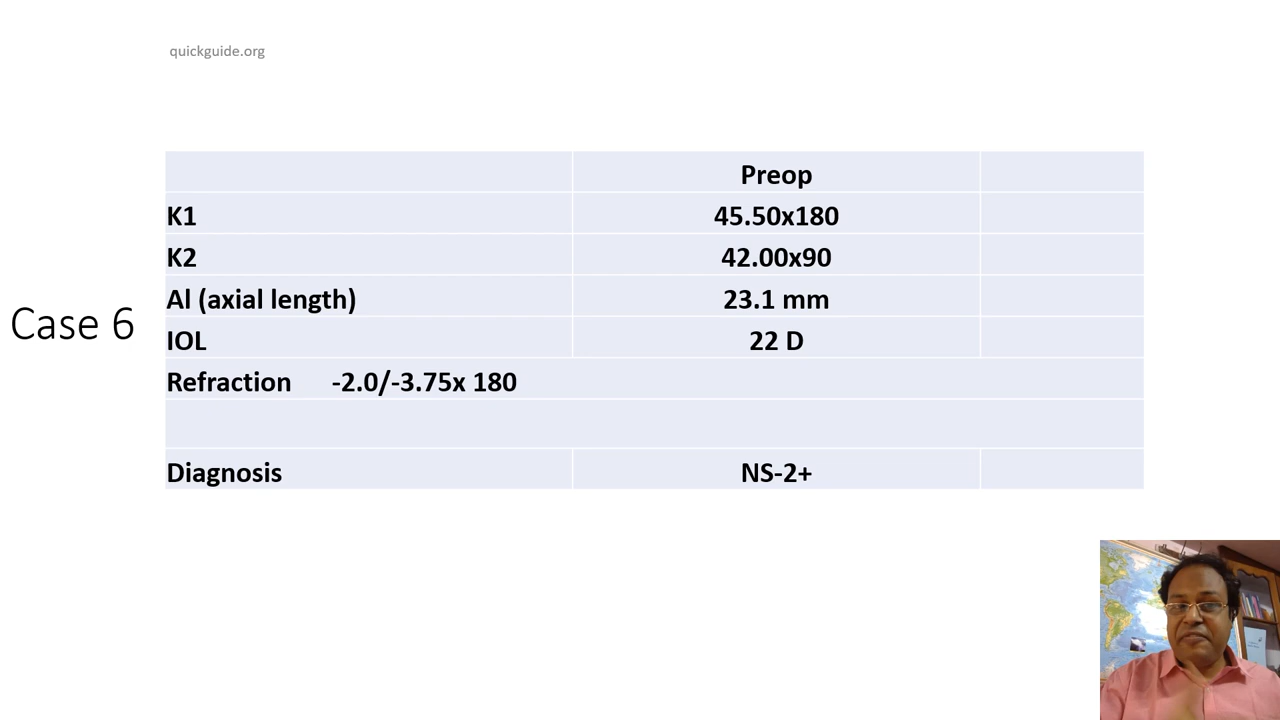 quickguide.org
Case 6
Preop
K1 45.50x180
K2 42.00x90
Al (axial length) 23.1 mm
IOL 22 D
Refraction -2.0/-3.75x 180
Diagnosis NS-2+